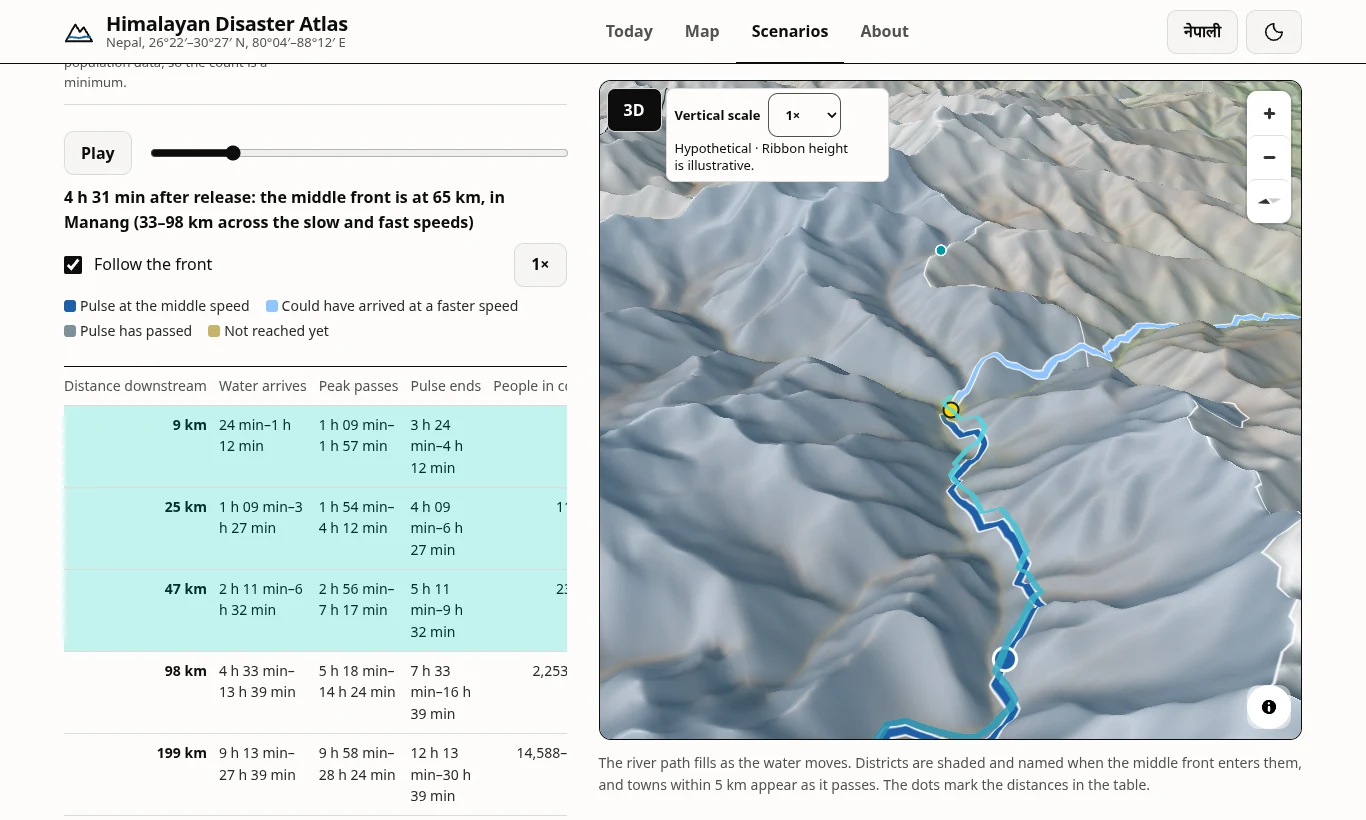 Himalayan Disaster Atlas
Nepal, 26°22′–30°27′ N, 80°04′–88°12′ E
Today
Map
Scenarios
About
नेपाली
population data, so the count is a
minimum.
Play
4 h 31 min after release: the middle front is at 65 km, in
Manang (33–98 km across the slow and fast speeds)
Follow the front
1×
Pulse at the middle speed
Could have arrived at a faster speed
Pulse has passed
Not reached yet
Distance downstream
Water arrives
Peak passes
Pulse ends
People in
9 km
24 min–1 h
12 min
1 h 09 min–
1 h 57 min
3 h 24
min–4 h
12 min
25 km
1 h 09 min–3
h 27 min
1 h 54 min–
4 h 12 min
4 h 09
min–6 h
27 min
47 km
2 h 11 min–6
h 32 min
2 h 56 min–
7 h 17 min
5 h 11
min–9 h
32 min
98 km
4 h 33 min–
13 h 39 min
5 h 18 min–
14 h 24 min
7 h 33
min–16 h
39 min
2,253
199 km
9 h 13 min–
27 h 39 min
9 h 58 min–
28 h 24 min
12 h 13
min–30 h
39 min
14,588–
3D
Vertical scale
1×
Hypothetical · Ribbon height
is illustrative.
The river path fills as the water moves. Districts are shaded and named when the middle front enters them,
and towns within 5 km appear as it passes. The dots mark the distances in the table.